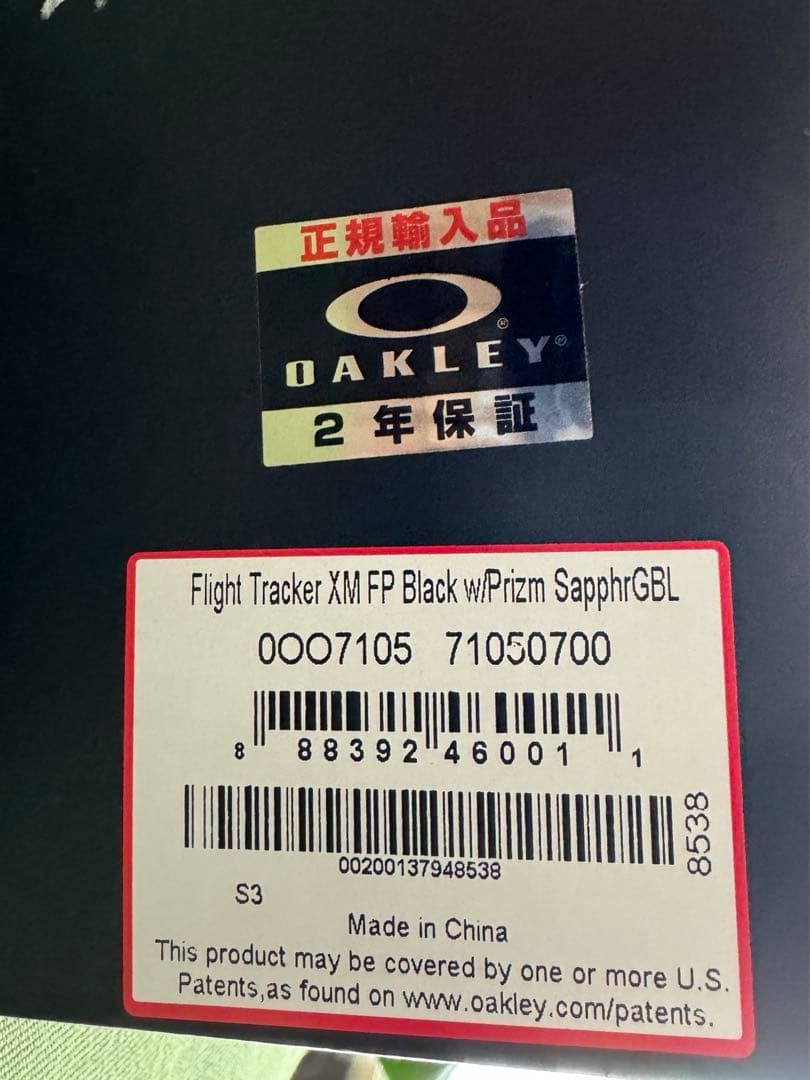 正規輸入品
OAKLEY®
2年保証
Flight Tracker XM FP Black w/Prizm SapphrGBL
0OO7105 71050700
8 88392 46001 1
00200137948538
8538
S3
Made in China
This product may be covered by one or more U.S.
Patents,as found on www.oakley.com/patents.